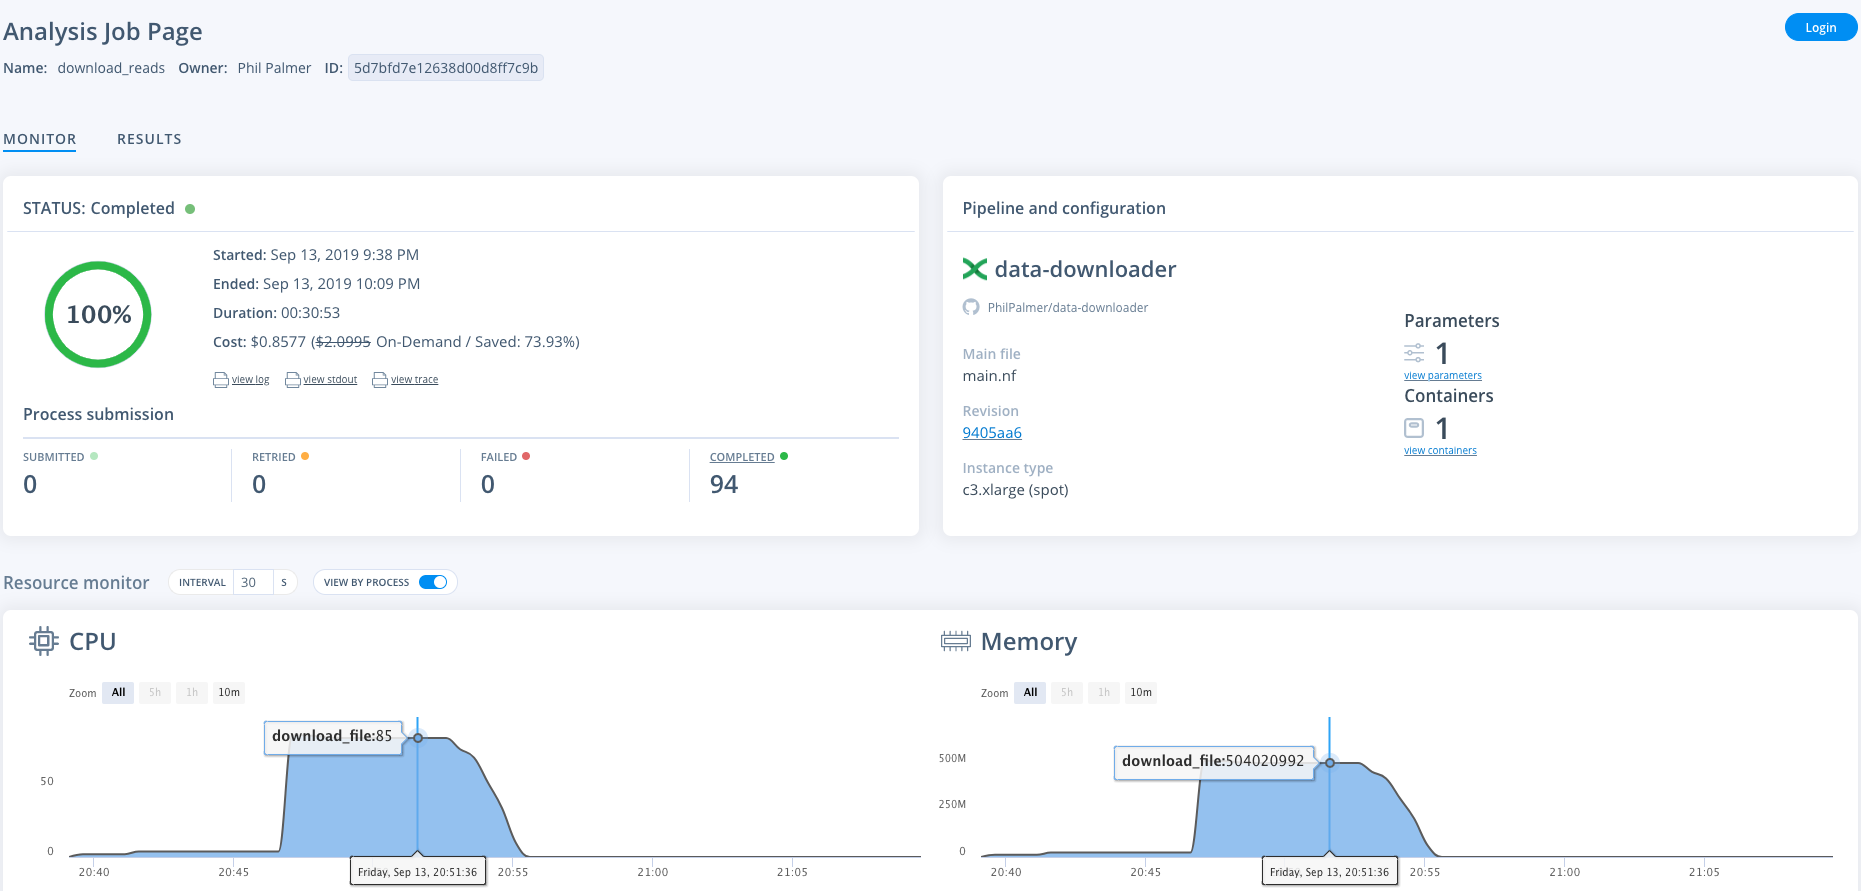 Analysis Job Page
Login
Name: download_reads Owner: Phil Palmer ID: 5d7bfd7e12638d00d8ff7c9b
MONITOR RESULTS
STATUS: Completed
100%
Started: Sep 13, 2019 9:38 PM
Ended: Sep 13, 2019 10:09 PM
Duration: 00:30:53
Cost: $0.8577 ($2.0995 On-Demand / Saved: 73.93%)
view log view stdout view trace
Process submission
SUBMITTED RETRIED FAILED COMPLETED
0 0 0 94
Pipeline and configuration
data-downloader
PhilPalmer/data-downloader
Main file
main.nf
Revision
9405aa6
Instance type
c3.xlarge (spot)
Parameters
1
view parameters
Containers
1
view containers
Resource monitor INTERVAL 30 S VIEW BY PROCESS
CPU
Zoom All 5h 1h 10m
download_file:85
50
0
20:40 20:45 Friday, Sep 13, 20:51:36 20:55 21:00 21:05
Memory
Zoom All 5h 1h 10m
download_file:504020992
500M
250M
0
20:40 20:45 Friday, Sep 13, 20:51:36 20:55 21:00 21:05